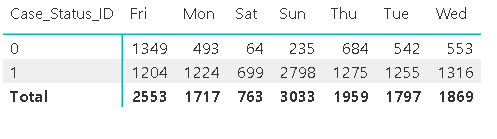 Case_Status_ID Fri Mon Sat Sun Thu Tue Wed
0 1349 493 64 235 684 542 553
1 1204 1224 699 2798 1275 1255 1316
Total 2553 1717 763 3033 1959 1797 1869